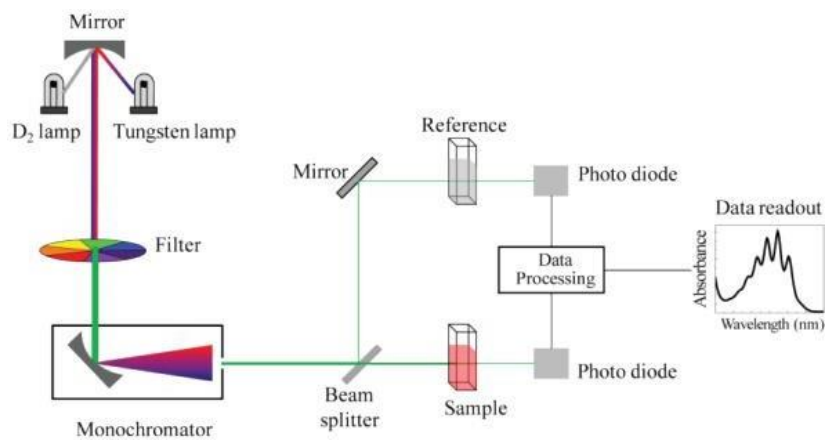 Mirror
D₂ lamp
Tungsten lamp
Filter
Monochromator
Mirror
Reference
Photo diode
Data
Processing
Beam
splitter
Sample
Photo diode
Data readout
Absorbance
Wavelength (nm)